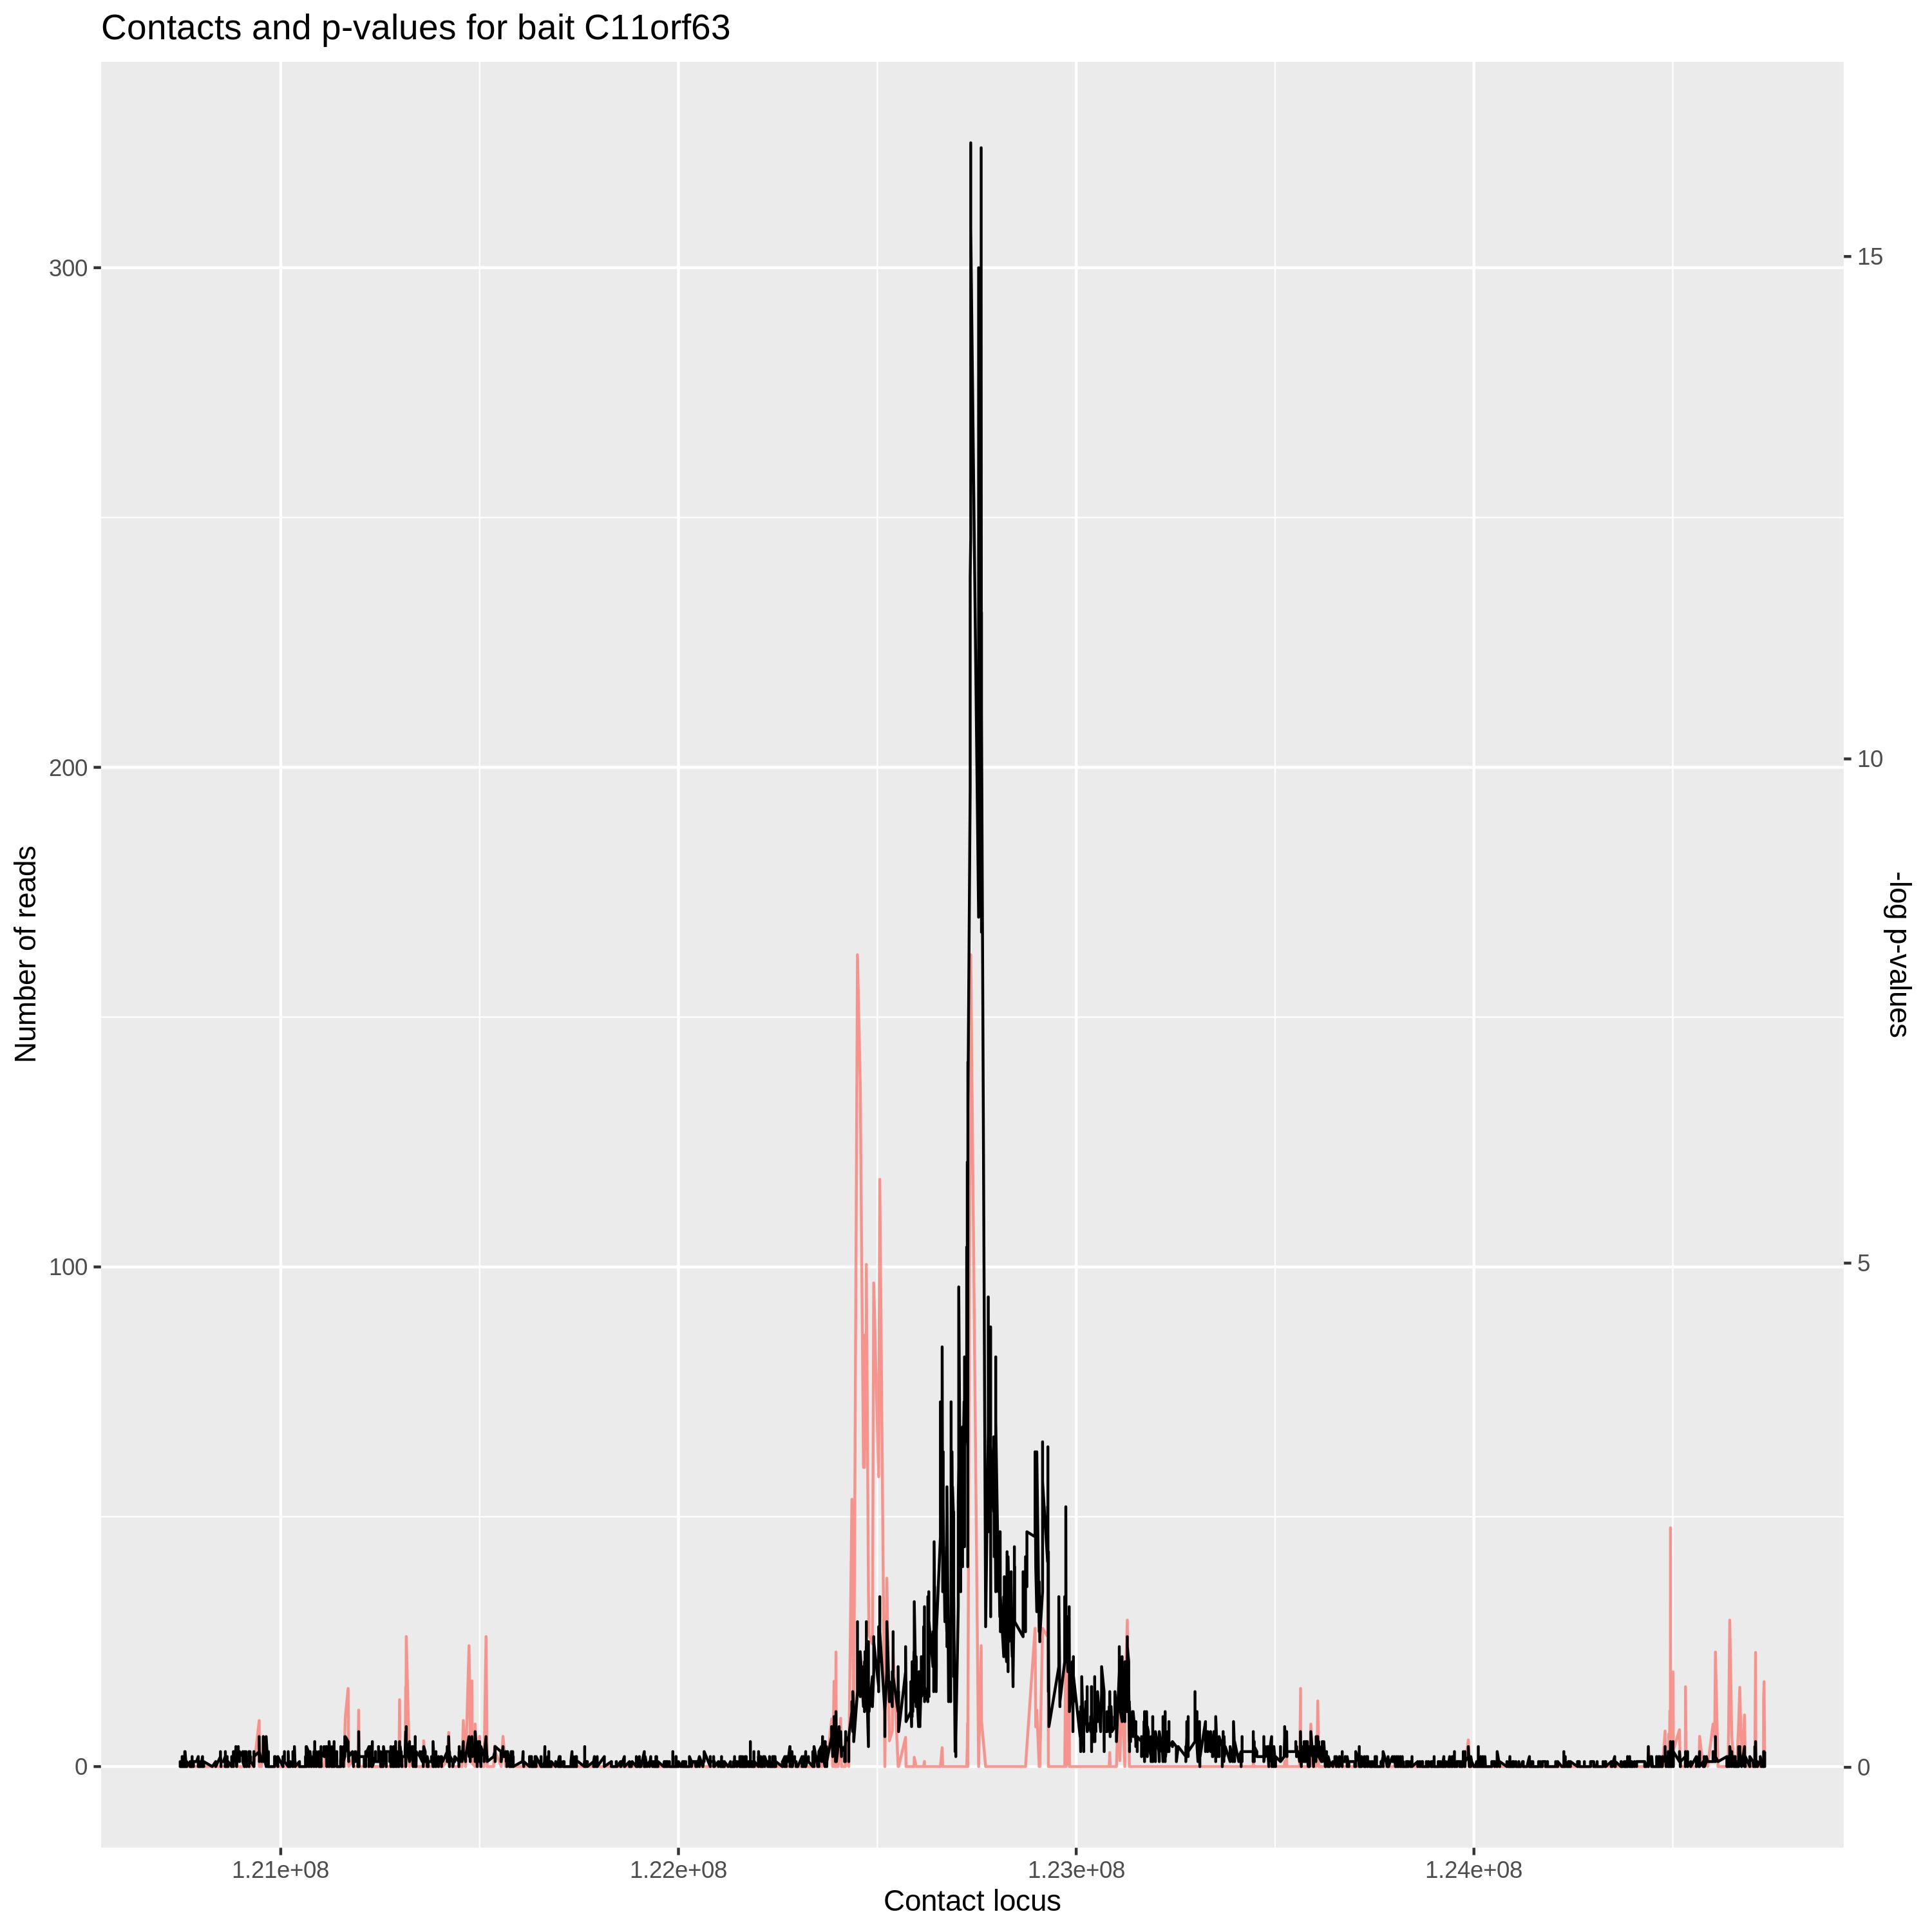 Contacts and p-values for bait C11orf63
300
200
100
0
Number of reads
15
10
5
0
-log p-values
1.21e+08
1.22e+08
1.23e+08
1.24e+08
Contact locus